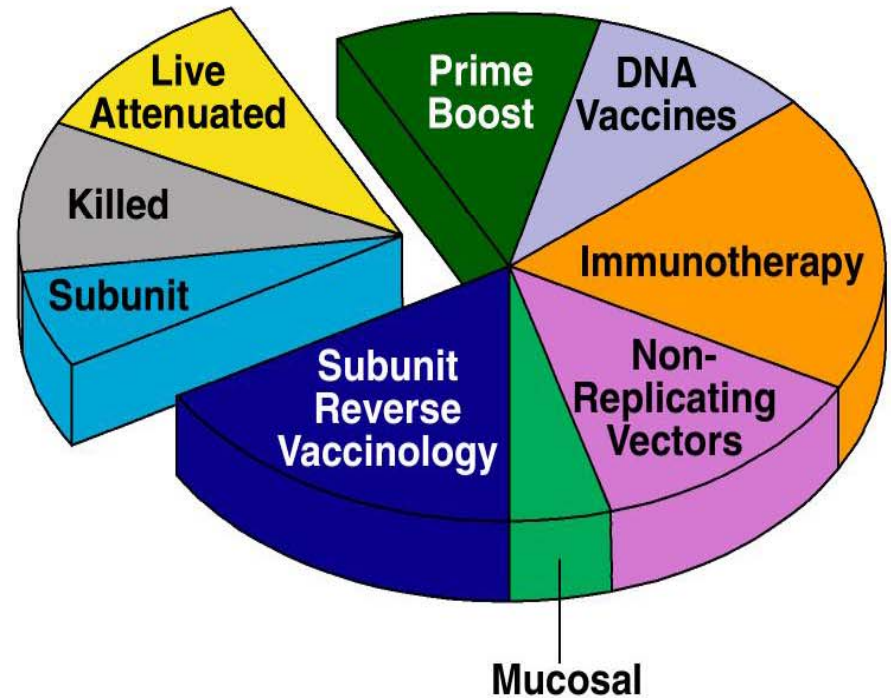 Live
Attenuated
Killed
Subunit
Prime
Boost
DNA
Vaccines
Immunotherapy
Non-
Replicating
Vectors
Subunit
Reverse
Vaccinology
Mucosal